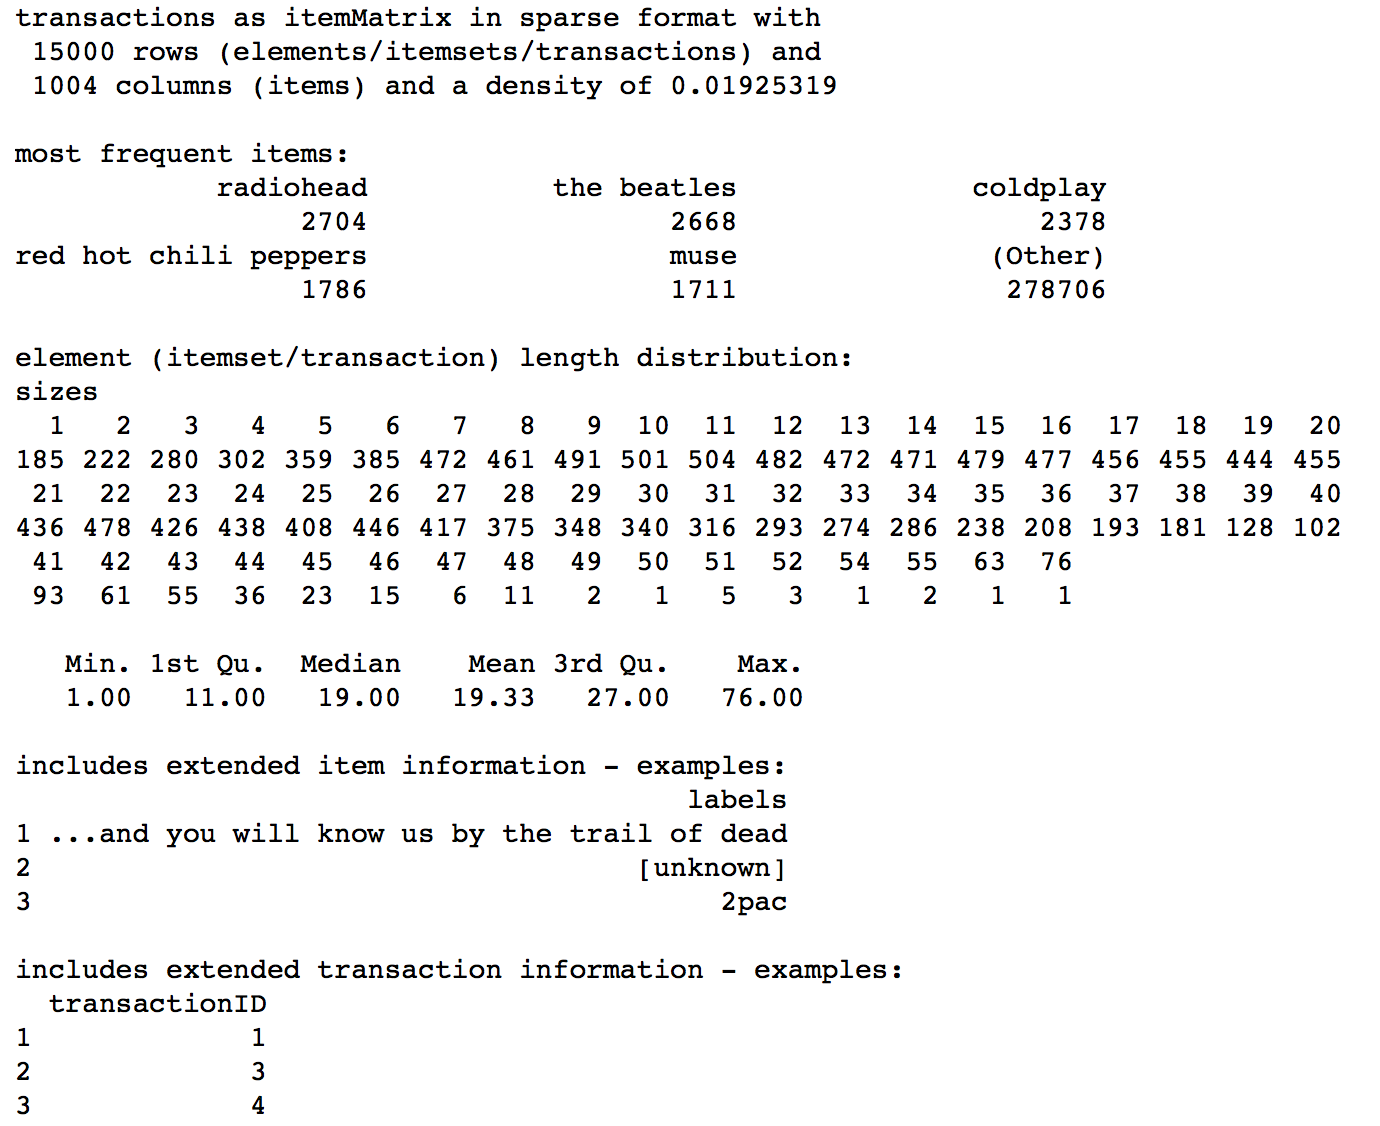 transactions as itemMatrix in sparse format with
 15000 rows (elements/itemsets/transactions) and
 1004 columns (items) and a density of 0.01925319

most frequent items:
            radiohead           the beatles              coldplay
                 2704                  2668                  2378
red hot chili peppers                  muse               (Other)
                 1786                  1711                278706

element (itemset/transaction) length distribution:
sizes
  1   2   3   4   5   6   7   8   9  10  11  12  13  14  15  16  17  18  19  20
185 222 280 302 359 385 472 461 491 501 504 482 472 471 479 477 456 455 444 455
 21  22  23  24  25  26  27  28  29  30  31  32  33  34  35  36  37  38  39  40
436 478 426 438 408 446 417 375 348 340 316 293 274 286 238 208 193 181 128 102
 41  42  43  44  45  46  47  48  49  50  51  52  54  55  63  76
 93  61  55  36  23  15   6  11   2   1   5   3   1   2   1   1

   Min. 1st Qu.  Median    Mean 3rd Qu.    Max.
   1.00   11.00   19.00   19.33   27.00   76.00

includes extended item information - examples:
                                        labels
1 ...and you will know us by the trail of dead
2                                    [unknown]
3                                         2pac

includes extended transaction information - examples:
  transactionID
1             1
2             3
3             4